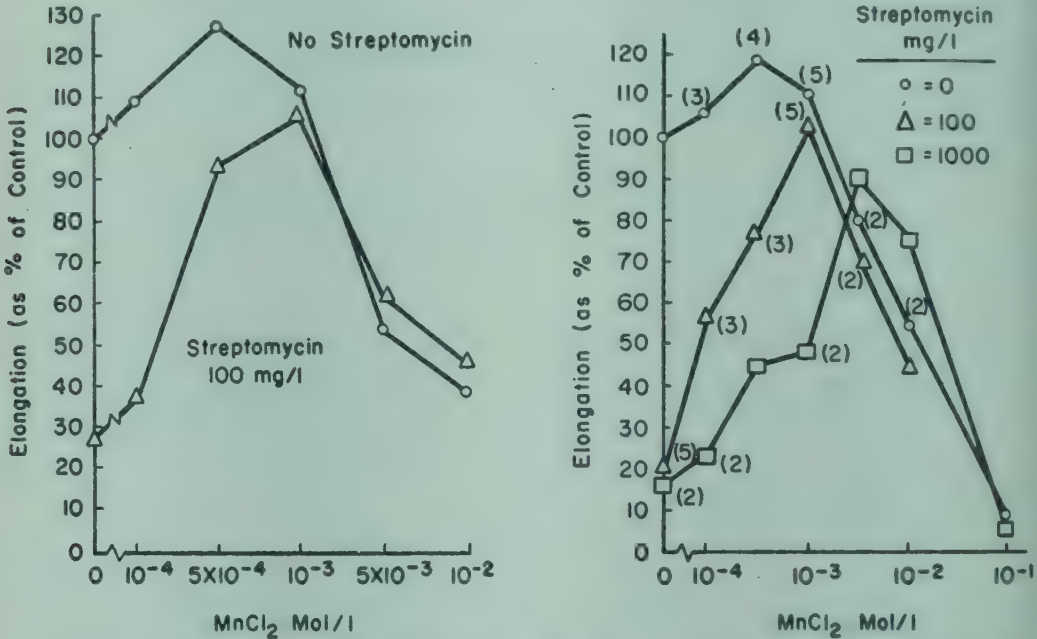 130
120
110
100
90
80
70
60
50
40
30
20
10
0
Elongation (as % of Control)
No Streptomycin
Streptomycin
100 mg/l
0 10⁻⁴ 5X10⁻⁴ 10⁻³ 5X10⁻³ 10⁻²
MnCl₂ Mol/l
120
110
100
90
80
70
60
50
40
30
20
10
0
Elongation (as % of Control)
Streptomycin
mg/l
○ = 0
△ = 100
□ = 1000
(3)
(4)
(5)
(5)
(3)
(2)
(2)
(3)
(2)
(2)
(5)
(2)
(2)
0 10⁻⁴ 10⁻³ 10⁻² 10⁻¹
MnCl₂ Mol/l